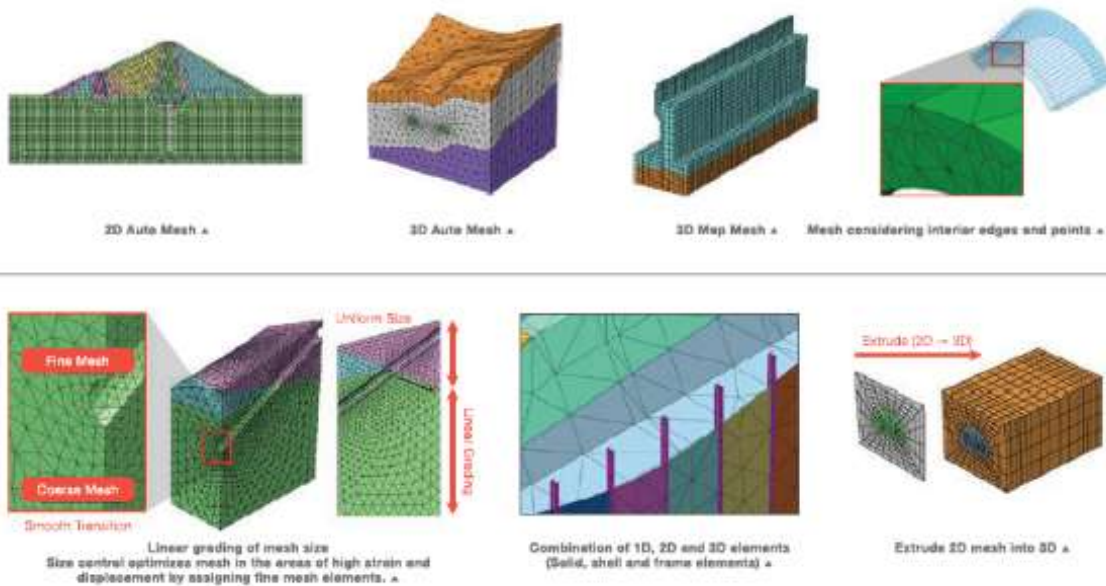 2D Auto Mesh ▲
3D Auto Mesh ▲
3D Map Mesh ▲
Mesh considering interior edges and points ▲
Fine Mesh
Coarse Mesh
Smooth Transition
Uniform Size
Linear Grading
Linear grading of mesh size
Size control optimizes mesh in the areas of high strain and
displacement by assigning fine mesh elements. ▲
Combination of 1D, 2D and 3D elements
(Solid, shell and frame elements) ▲
Extrude (2D → 3D)
Extrude 2D mesh into 3D ▲